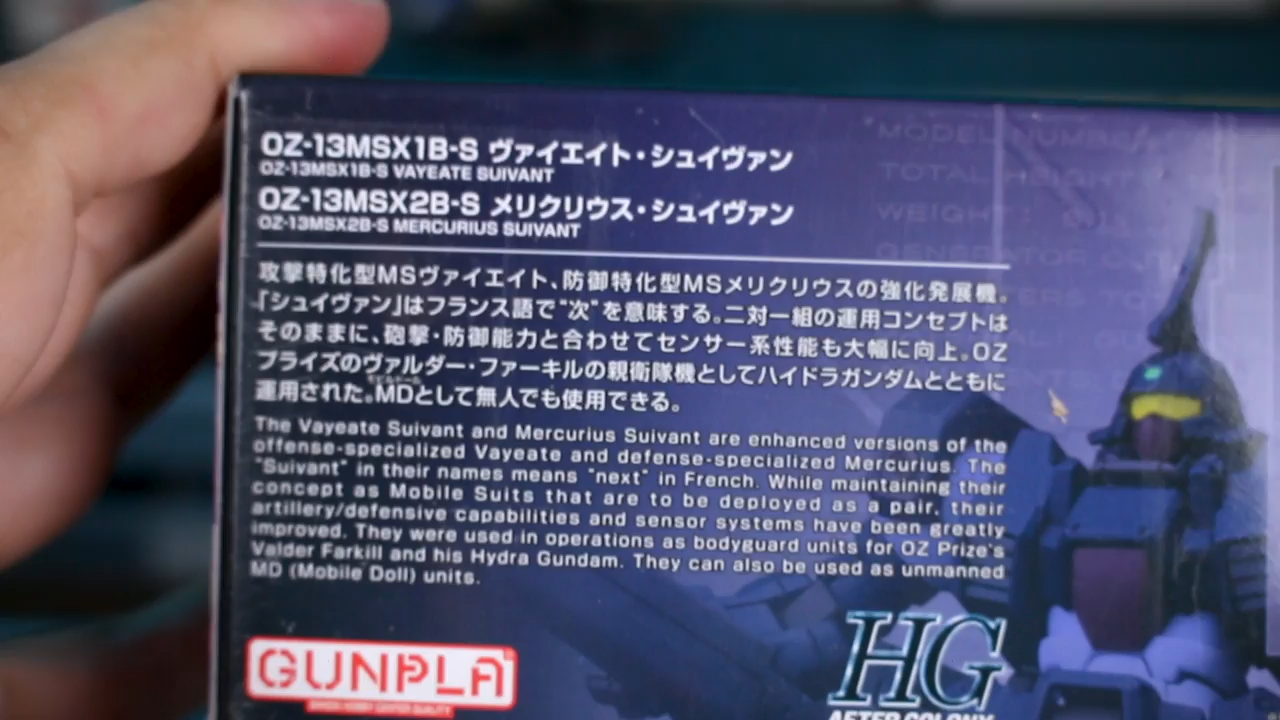 OZ-13MSX1B-S ヴァイエイト・シュイヴァン
OZ-13MSX1B-S VAYEATE SUIVANT
OZ-13MSX2B-S メリクリウス・シュイヴァン
OZ-13MSX2B-S MERCURIUS SUIVANT
攻撃特化型MSヴァイエイト、防御特化型MSメリクリウスの強化発展機。
「シュイヴァン」はフランス語で"次"を意味する。二対一組の運用コンセプトは
そのままに、砲撃・防御能力と合わせてセンサー系性能も大幅に向上。OZ
プライズのヴァルダー・ファーキルの親衛隊機としてハイドラガンダムとともに
運用された。MDとして無人でも使用できる。
The Vayeate Suivant and Mercurius Suivant are enhanced versions of the
offense-specialized Vayeate and defense-specialized Mercurius. The
"Suivant" in their names means "next" in French. While maintaining their
concept as Mobile Suits that are to be deployed as a pair, their
artillery/defensive capabilities and sensor systems have been greatly
improved. They were used in operations as bodyguard units for OZ Prize's
Valder Farkill and his Hydra Gundam. They can also be used as unmanned
MD (Mobile Doll) units.
MODEL NUMBER
TOTAL HEIGHT
WEIGHT
GENERATOR
GUNPLA
BANDAI HOBBY CENTER QUALITY
HG
AFTER COLONY